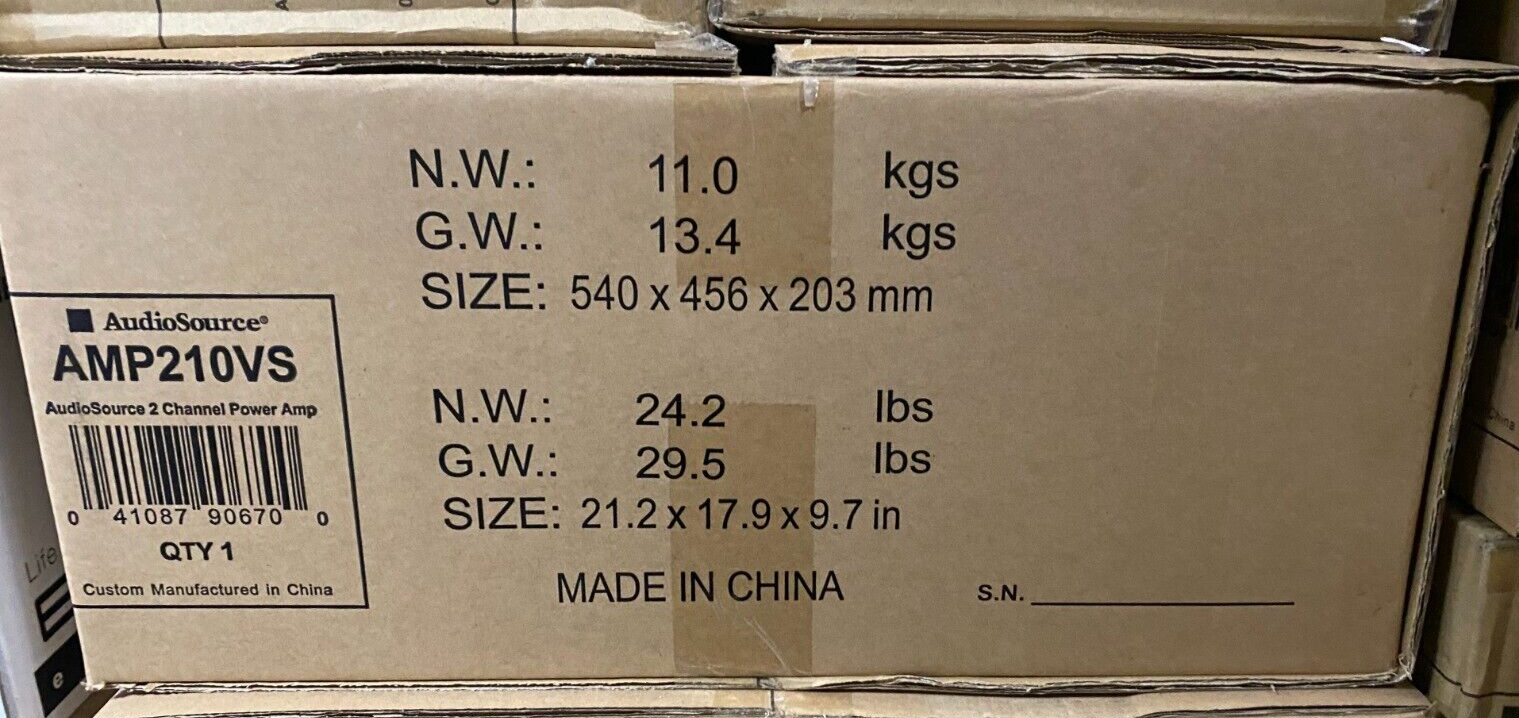 N.W.: 11.0 kgs
G.W.: 13.4 kgs
SIZE: 540 x 456 x 203 mm
AudioSource®
AMP210VS
AudioSource 2 Channel Power Amp
0 41087 90670 0
QTY 1
Custom Manufactured in China
N.W.: 24.2 lbs
G.W.: 29.5 lbs
SIZE: 21.2 x 17.9 x 9.7 in
MADE IN CHINA
S.N.
Life
e
China